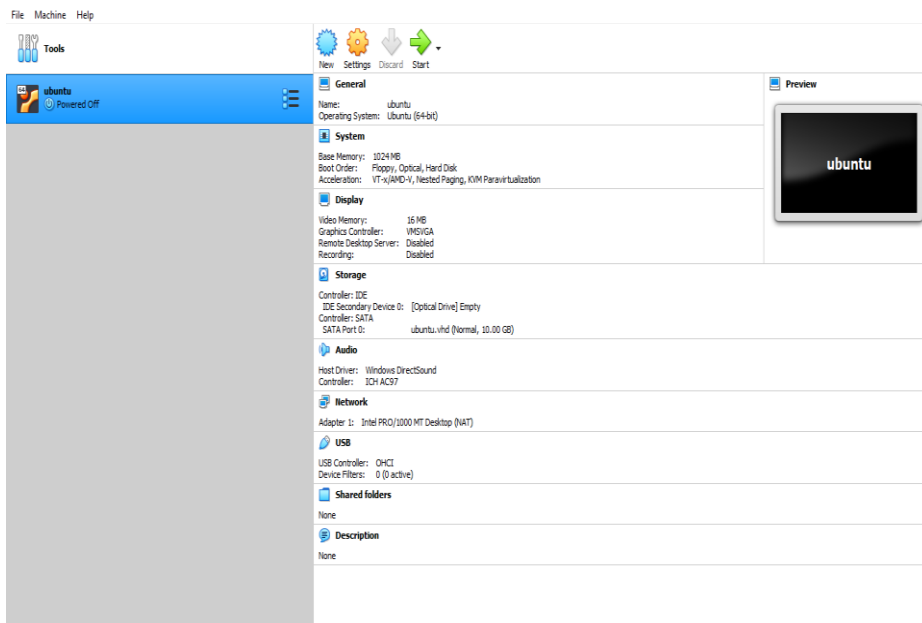 File Machine Help
Tools
New Settings Discard Start
64
ubuntu
Powered Off
General
Name: ubuntu
Operating System: Ubuntu (64-bit)
Preview
ubuntu
System
Base Memory: 1024 MB
Boot Order: Floppy, Optical, Hard Disk
Acceleration: VT-x/AMD-V, Nested Paging, KVM Paravirtualization
Display
Video Memory: 16 MB
Graphics Controller: VMSVGA
Remote Desktop Server: Disabled
Recording: Disabled
Storage
Controller: IDE
IDE Secondary Device 0: [Optical Drive] Empty
Controller: SATA
SATA Port 0: ubuntu.vhd (Normal, 10.00 GB)
Audio
Host Driver: Windows DirectSound
Controller: ICH AC97
Network
Adapter 1: Intel PRO/1000 MT Desktop (NAT)
USB
USB Controller: OHCI
Device Filters: 0 (0 active)
Shared folders
None
Description
None